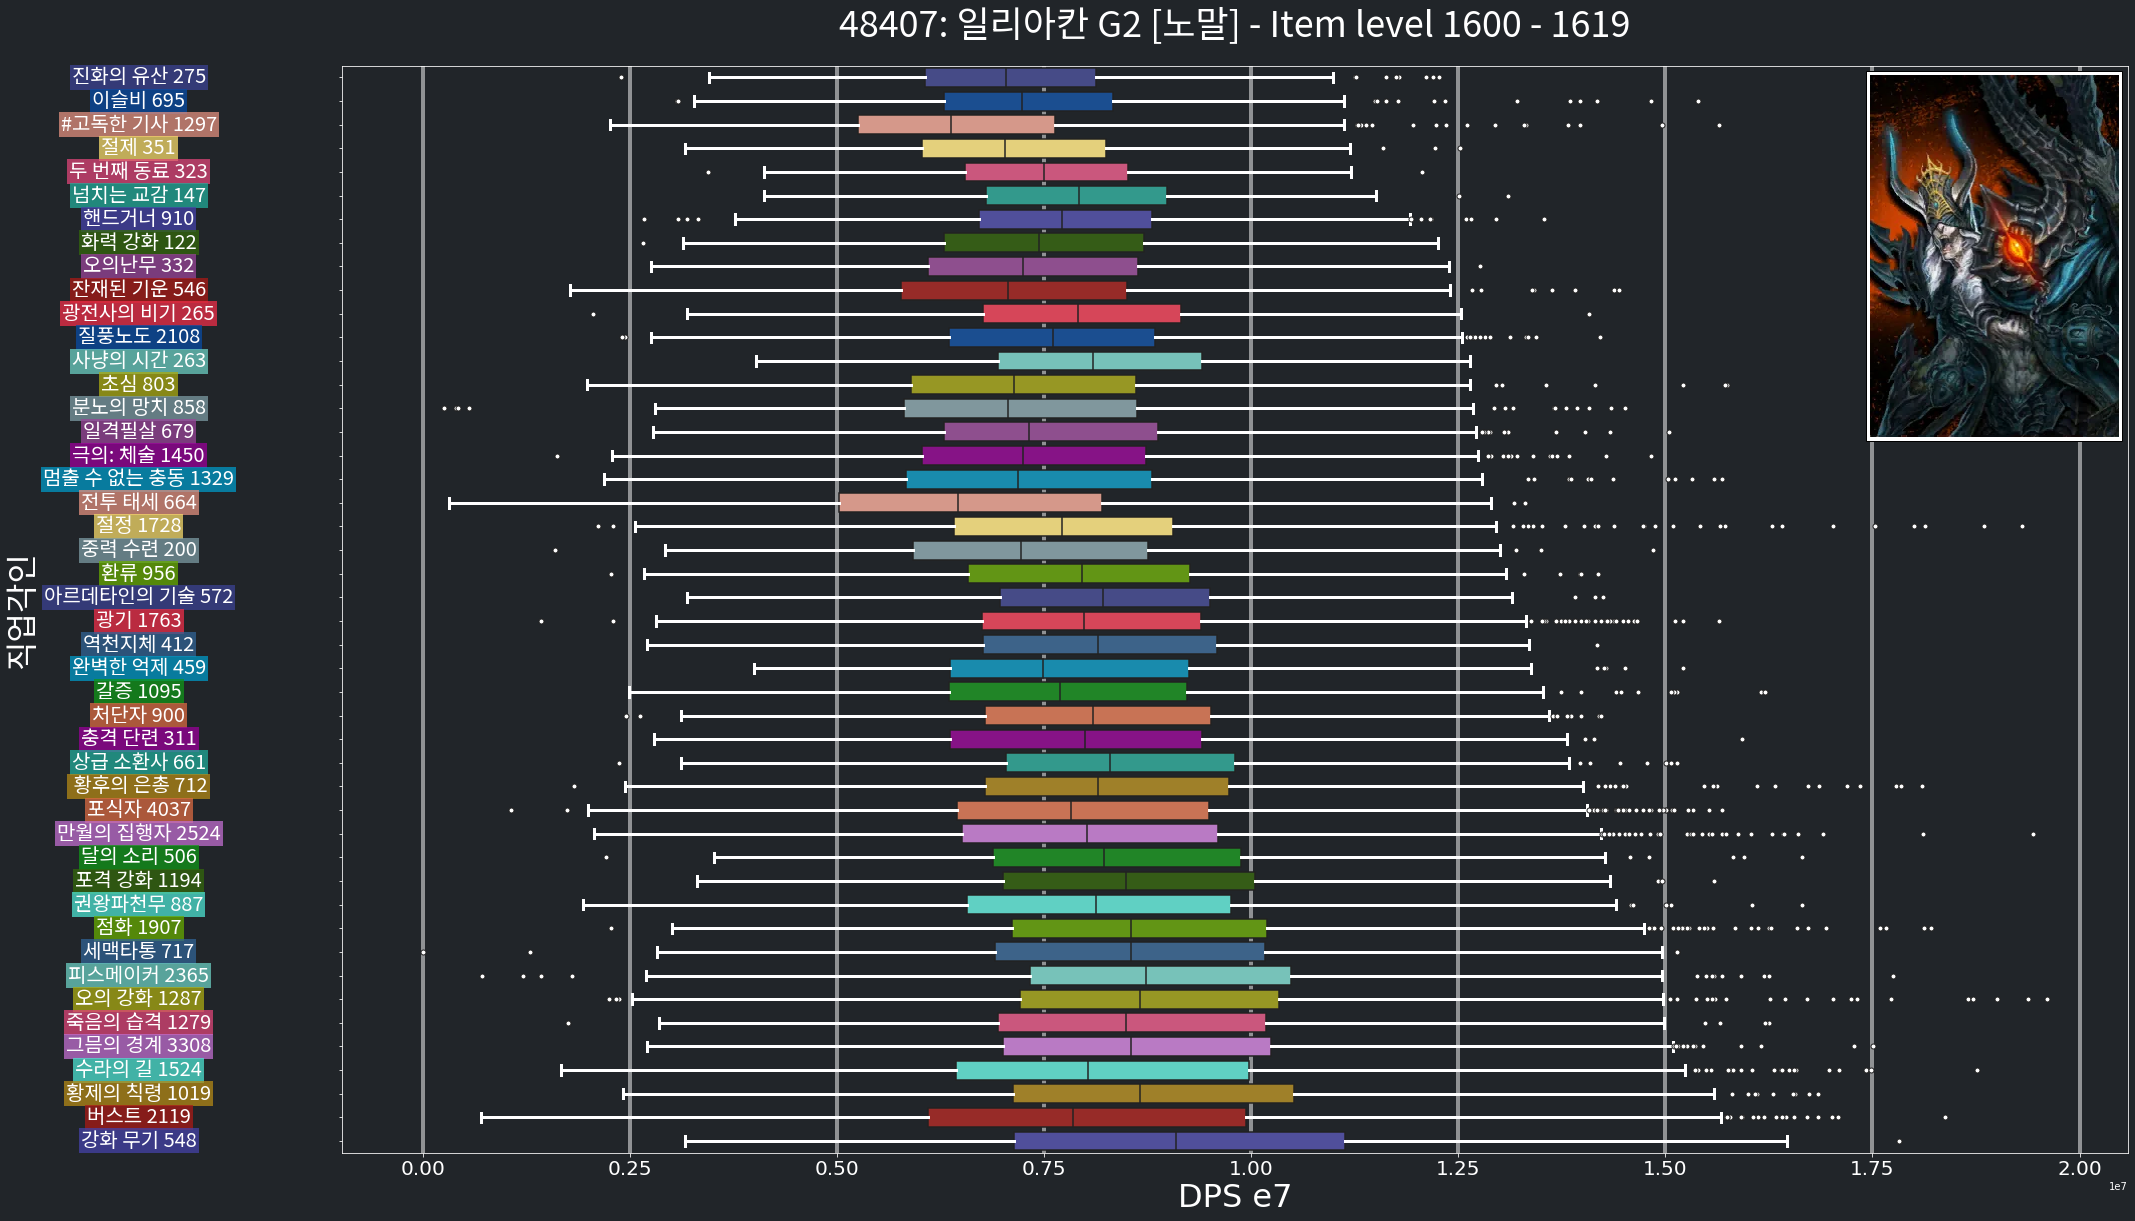 48407: 일리아칸 G2 [노말] - Item level 1600 - 1619
진화의 유산 275
이슬비 695
#고독한 기사 1297
절제 351
두 번째 동료 323
넘치는 교감 147
핸드거너 910
화력 강화 122
오의난무 332
잔재된 기운 546
광전사의 비기 265
질풍노도 2108
사냥의 시간 263
초심 803
분노의 망치 858
일격필살 679
극의: 체술 1450
멈출 수 없는 충동 1329
전투 태세 664
절정 1728
중력 수련 200
환류 956
아르데타인의 기술 572
광기 1763
역천지체 412
완벽한 억제 459
갈증 1095
처단자 900
충격 단련 311
상급 소환사 661
황후의 은총 712
포식자 4037
만월의 집행자 2524
달의 소리 506
포격 강화 1194
권왕파천무 887
점화 1907
세맥타통 717
피스메이커 2365
오의 강화 1287
죽음의 습격 1279
그믐의 경계 3308
수라의 길 1524
황제의 칙령 1019
버스트 2119
강화 무기 548
직업각인
0.00 0.25 0.50 0.75 1.00 1.25 1.50 1.75 2.00
1e7
DPS e7